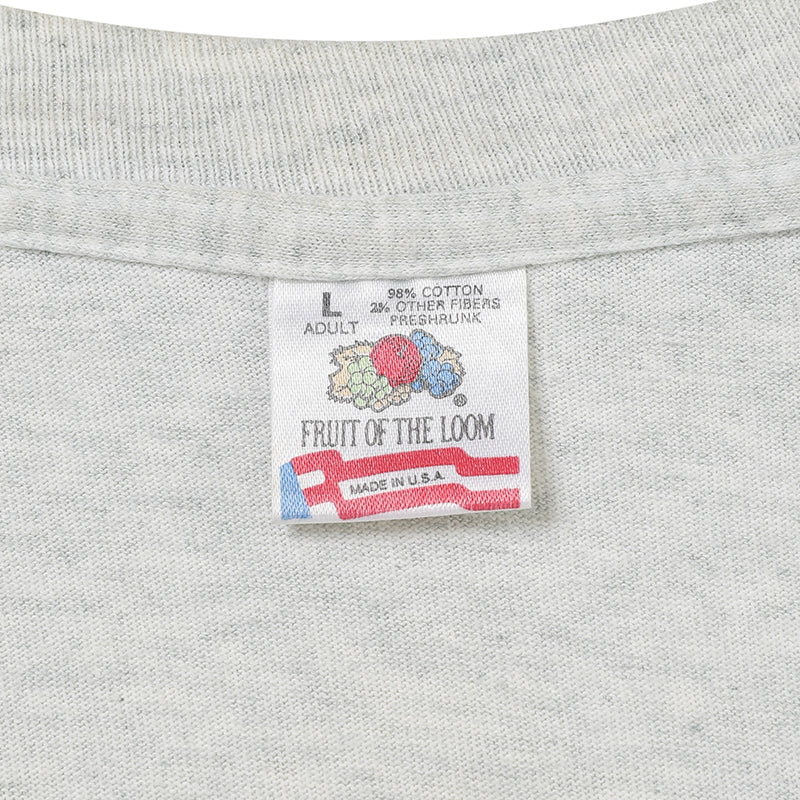 L
ADULT
98% COTTON
2% OTHER FIBERS
PRESHRUNK
®
FRUIT OF THE LOOM
MADE IN U.S.A.